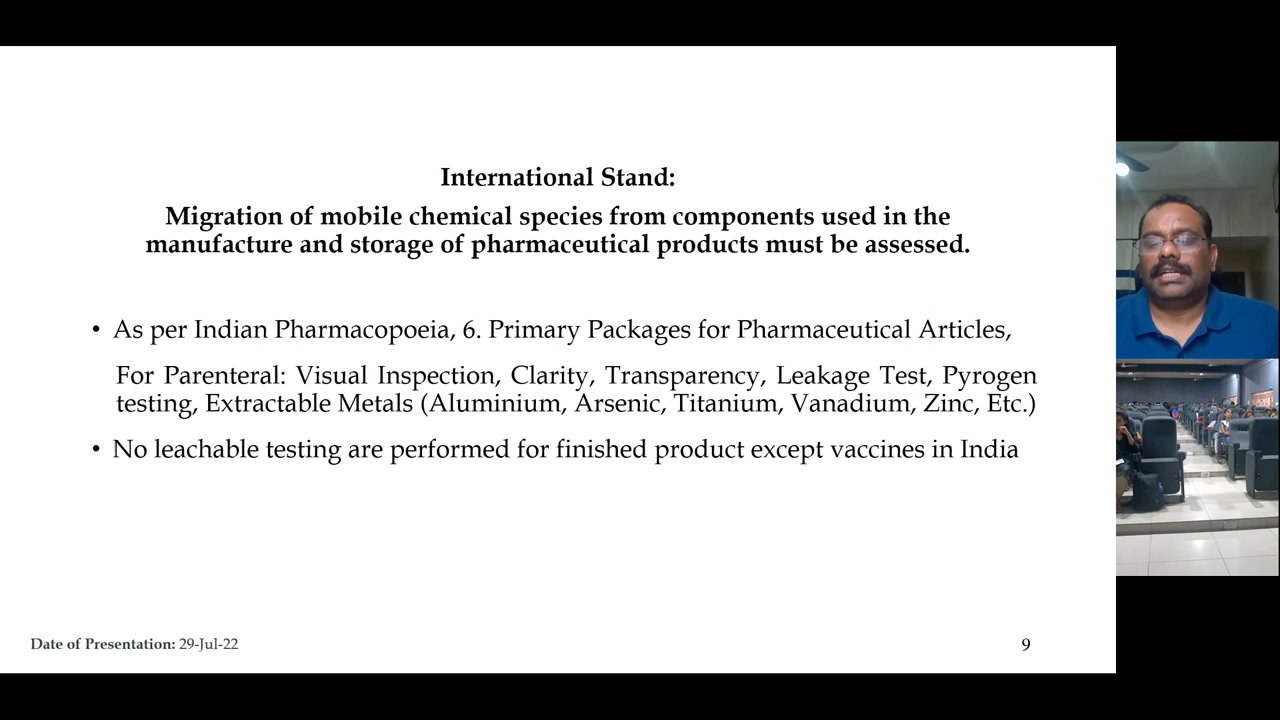 International Stand:
Migration of mobile chemical species from components used in the
manufacture and storage of pharmaceutical products must be assessed.
• As per Indian Pharmacopoeia, 6. Primary Packages for Pharmaceutical Articles,
For Parenteral: Visual Inspection, Clarity, Transparency, Leakage Test, Pyrogen
testing, Extractable Metals (Aluminium, Arsenic, Titanium, Vanadium, Zinc, Etc.)
• No leachable testing are performed for finished product except vaccines in India
Date of Presentation: 29-Jul-22
9